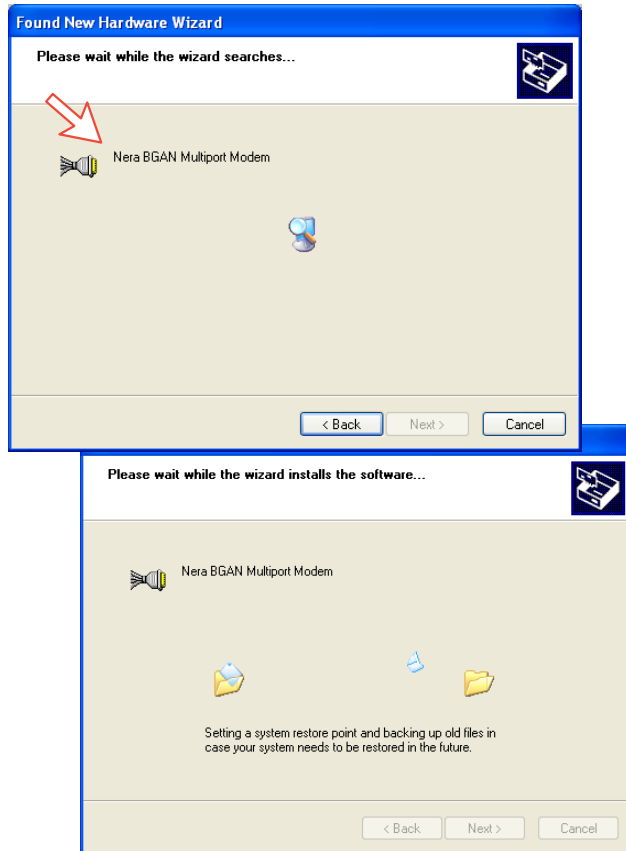 Found New Hardware Wizard
Please wait while the wizard searches...
Nera BGAN Multiport Modem
< Back
Next >
Cancel
Please wait while the wizard installs the software...
Nera BGAN Multiport Modem
Setting a system restore point and backing up old files in
case your system needs to be restored in the future.
< Back
Next >
Cancel